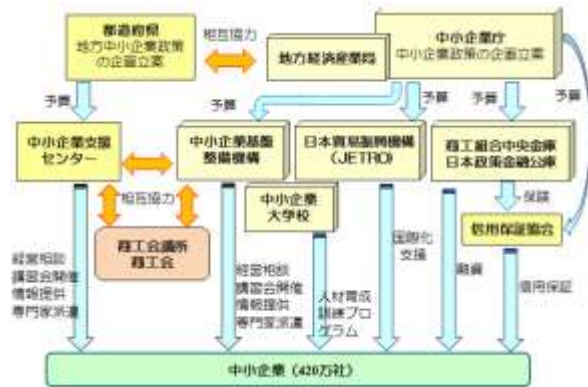 都道府県
地方中小企業政策
の企画立案
相互協力
地方経済産業局
中小企業庁
中小企業政策の企画立案
予算
予算
予算
予算
中小企業支援
センター
中小企業基盤
整備機構
日本貿易振興機構
(JETRO)
商工組合中央金庫
日本政策金融公庫
相互協力
中小企業
大学校
保険
信用保証協会
商工会議所
商工会
国際化
支援
融資
信用保証
経営相談
講習会開催
情報提供
専門家派遣
経営相談
講習会開催
情報提供
専門家派遣
人材育成
訓練プロ
グラム
中小企業(420万社)